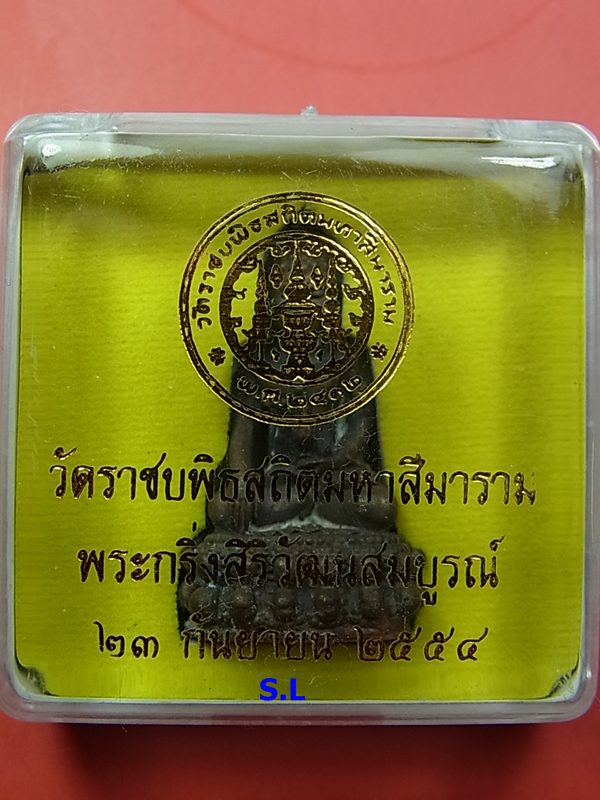 วัดราชบพิธสถิตมหาสีมาราม
พ.ศ.๒๔๑๒
วัดราชบพิธสถิตมหาสีมาราม
พระกริ่งสิริวัฒนสมบูรณ์
๒๓ กันยายน ๒๕๕๔
S.L